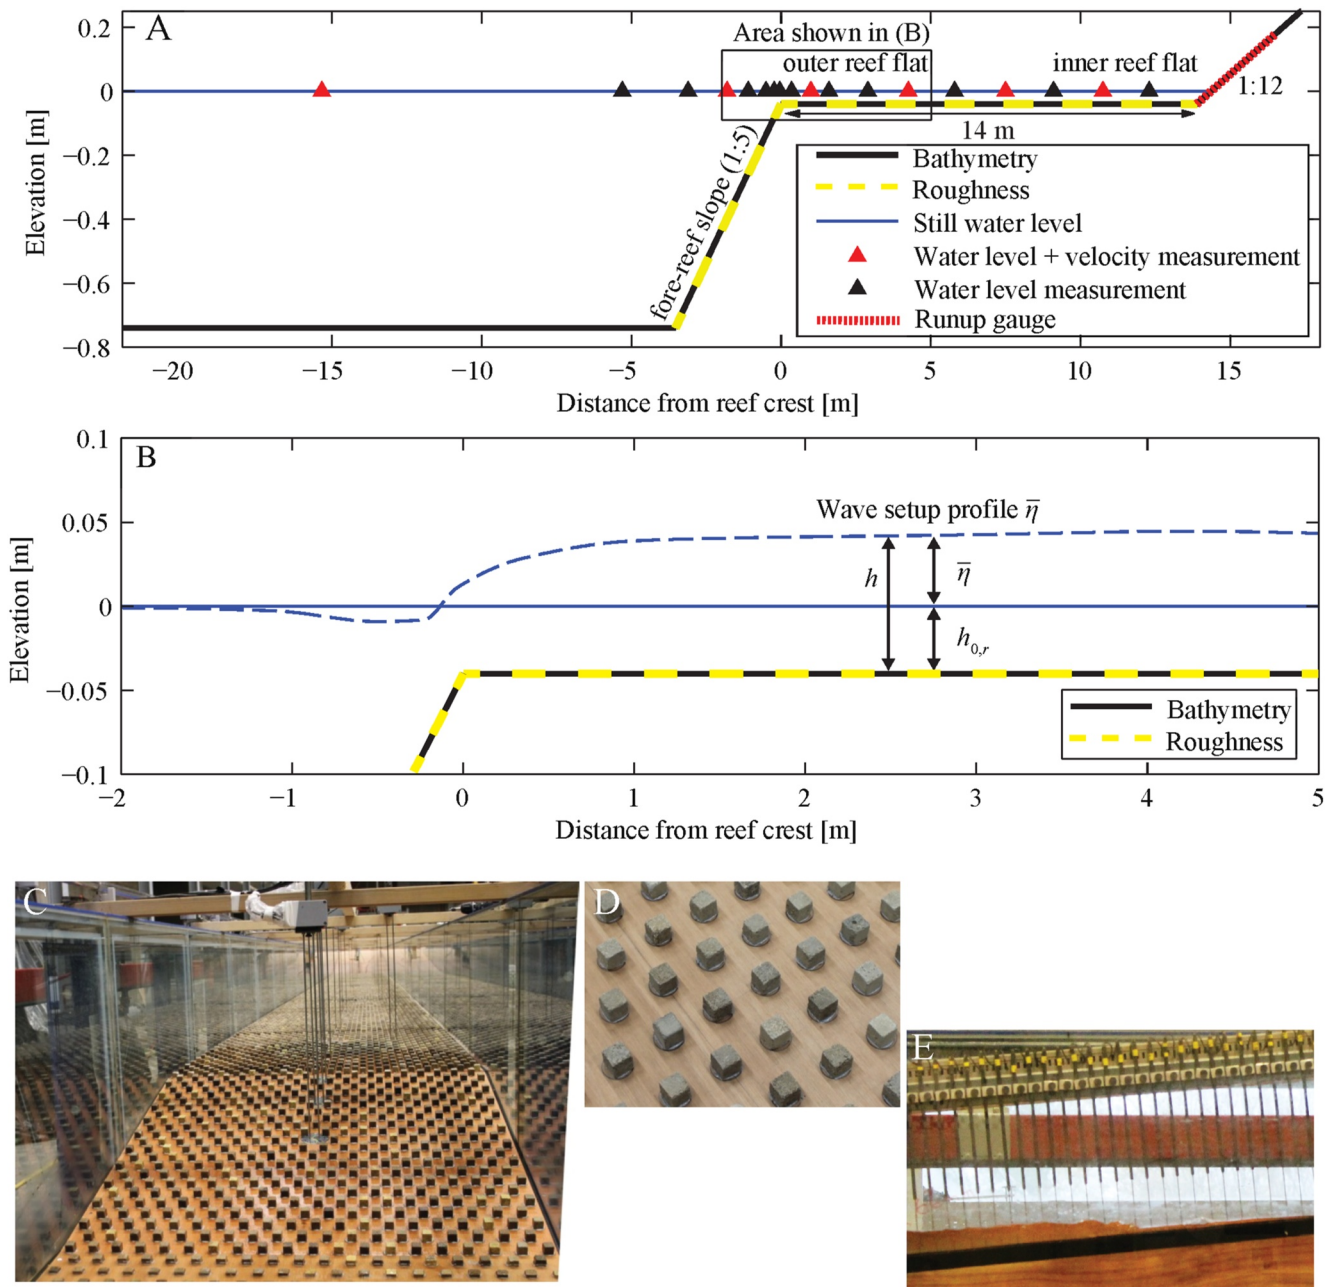 A
Area shown in (B)
outer reef flat
inner reef flat
1:12
14 m
fore-reef slope (1:5)
Elevation [m]
0.2
0
−0.2
−0.4
−0.6
−0.8
Bathymetry
Roughness
Still water level
Water level + velocity measurement
Water level measurement
Runup gauge
−20 −15 −10 −5 0 5 10 15
Distance from reef crest [m]
B
Elevation [m]
0.1
0.05
0
−0.05
−0.1
Wave setup profile η̅
h
η̅
h0,r
Bathymetry
Roughness
−2 −1 0 1 2 3 4 5
Distance from reef crest [m]
C
D
E